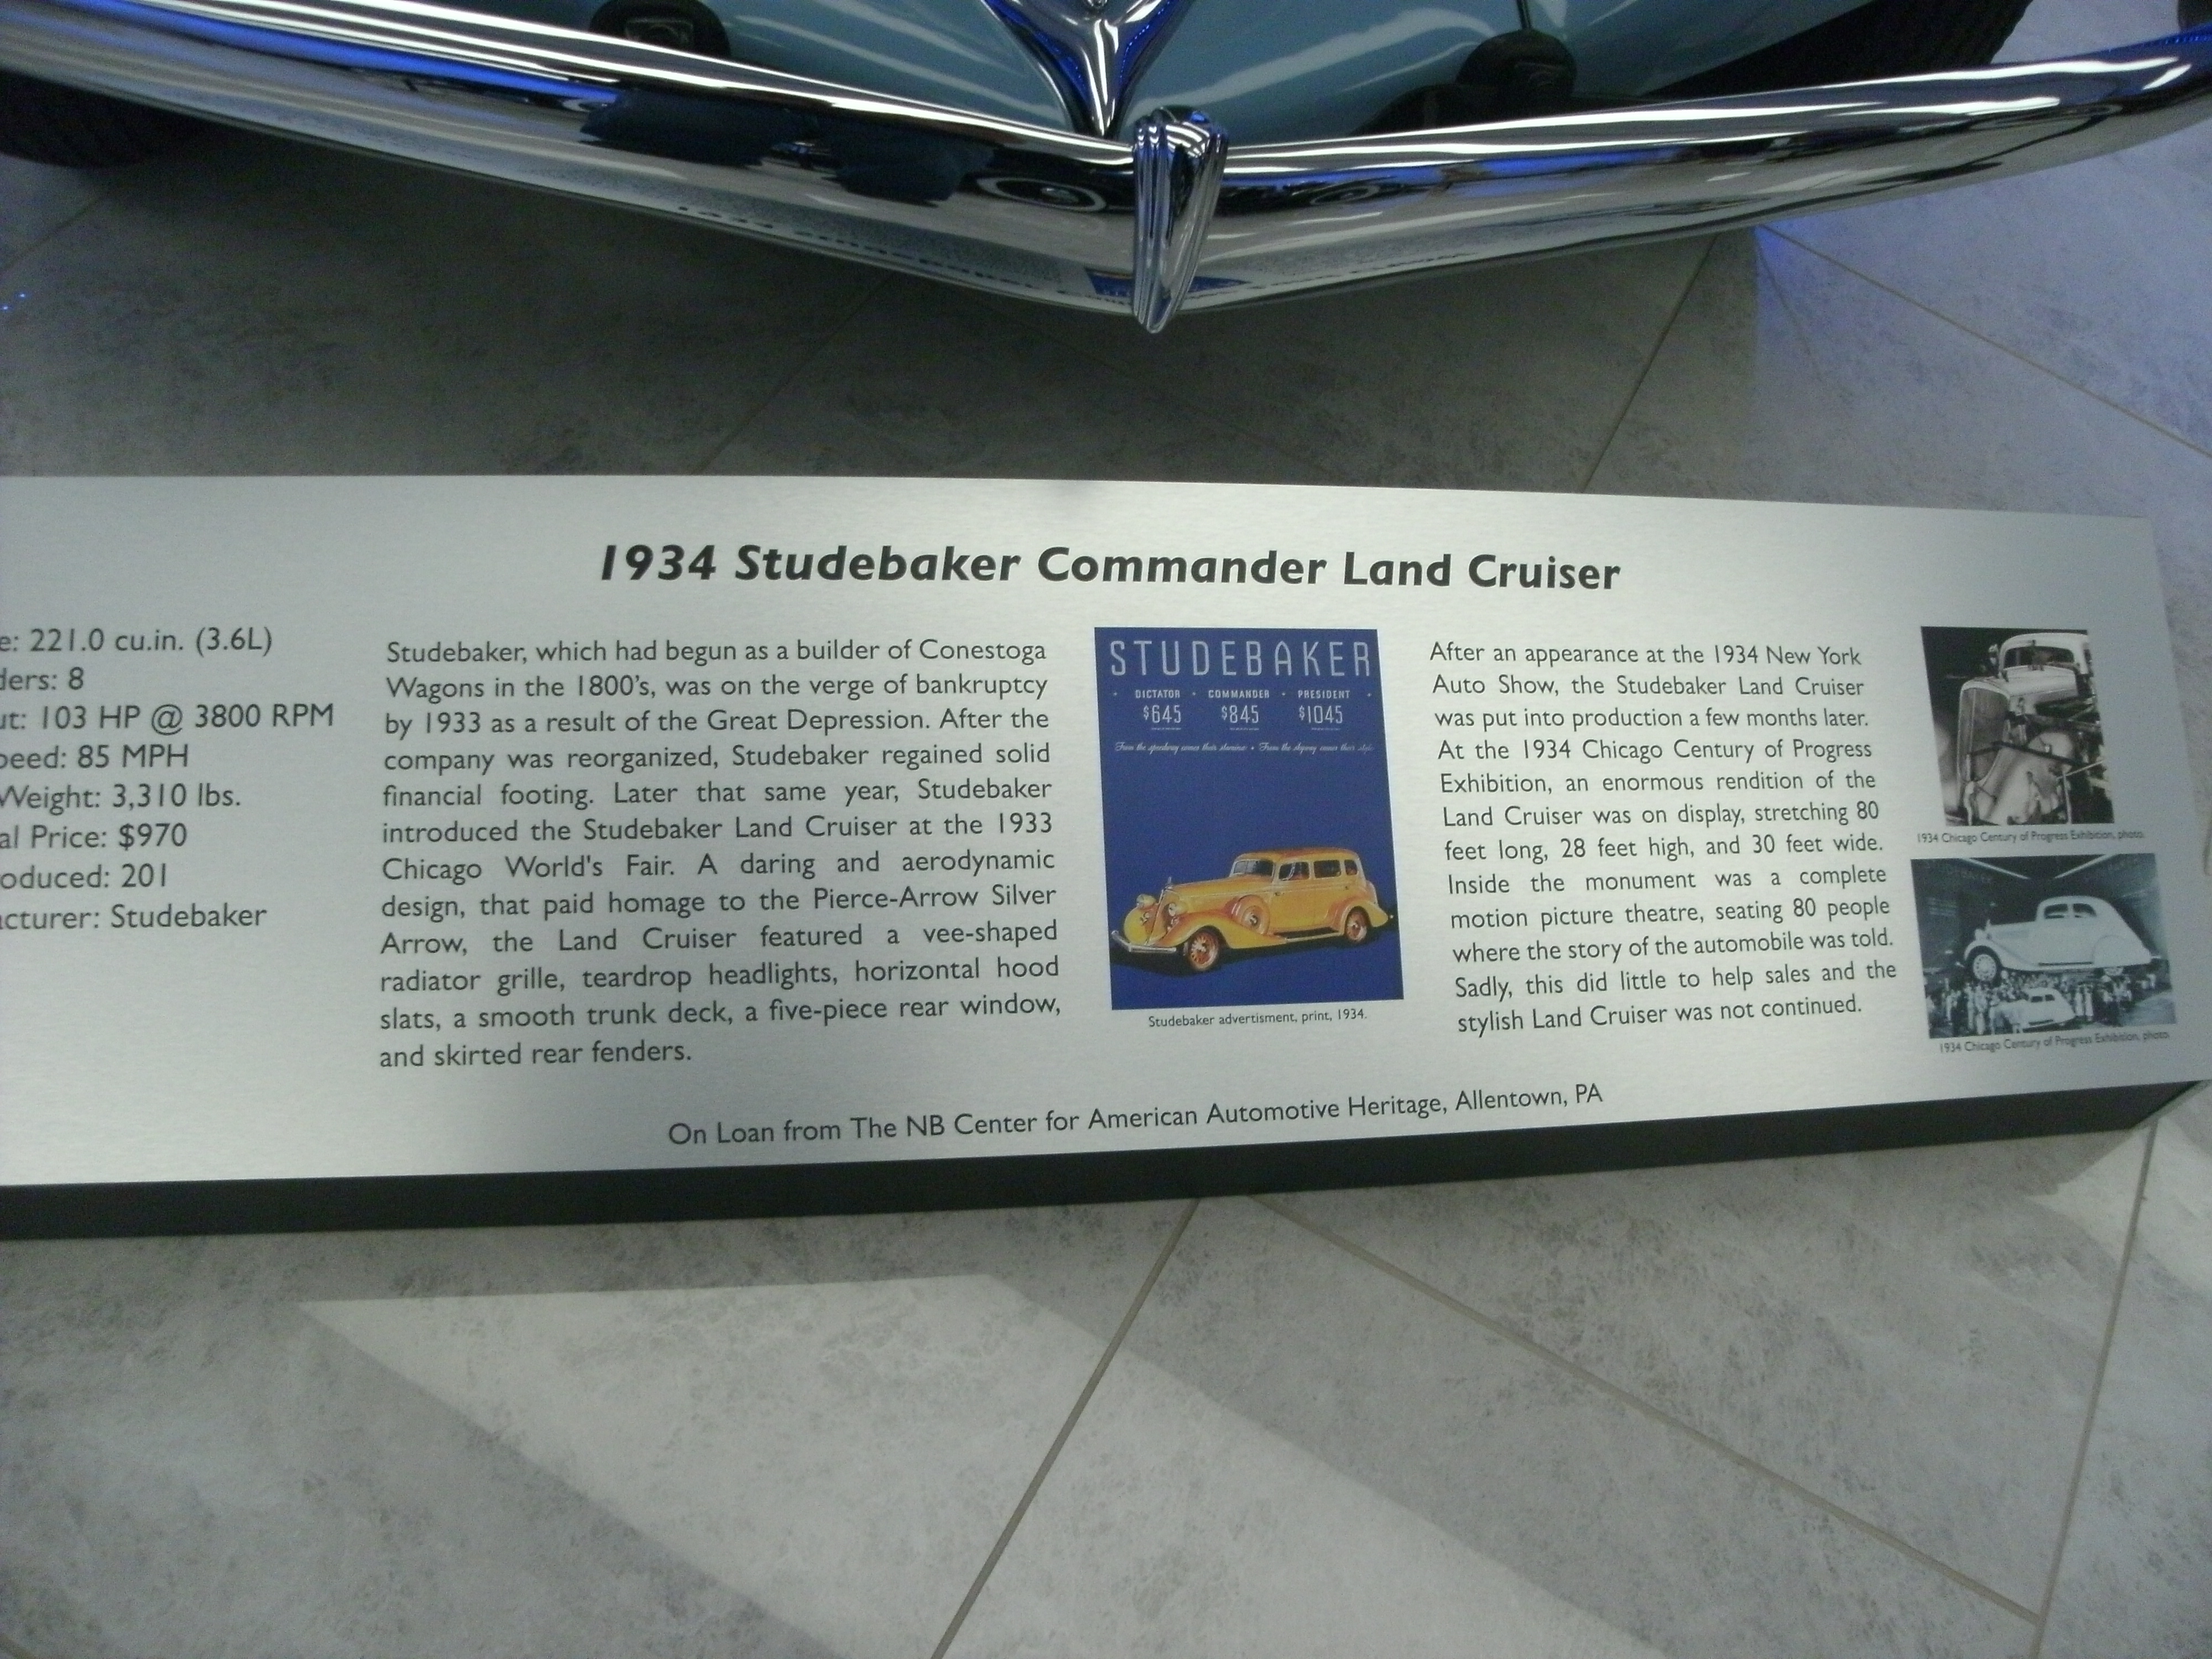 1934 Studebaker Commander Land Cruiser
e: 221.0 cu.in. (3.6L)
ders: 8
ut: 103 HP @ 3800 RPM
peed: 85 MPH
Weight: 3,310 lbs.
al Price: $970
oduced: 201
acturer: Studebaker
Studebaker, which had begun as a builder of Conestoga
Wagons in the 1800's, was on the verge of bankruptcy
by 1933 as a result of the Great Depression. After the
company was reorganized, Studebaker regained solid
financial footing. Later that same year, Studebaker
introduced the Studebaker Land Cruiser at the 1933
Chicago World's Fair. A daring and aerodynamic
design, that paid homage to the Pierce-Arrow Silver
Arrow, the Land Cruiser featured a vee-shaped
radiator grille, teardrop headlights, horizontal hood
slats, a smooth trunk deck, a five-piece rear window,
and skirted rear fenders.
STUDEBAKER
• DICTATOR • COMMANDER • PRESIDENT •
$645 $845 $1045
From the speedway comes their stamina • From the skyway comes their style
Studebaker advertisment, print, 1934.
After an appearance at the 1934 New York
Auto Show, the Studebaker Land Cruiser
was put into production a few months later.
At the 1934 Chicago Century of Progress
Exhibition, an enormous rendition of the
Land Cruiser was on display, stretching 80
feet long, 28 feet high, and 30 feet wide.
Inside the monument was a complete
motion picture theatre, seating 80 people
where the story of the automobile was told.
Sadly, this did little to help sales and the
stylish Land Cruiser was not continued.
1934 Chicago Century of Progress Exhibition, photo.
1934 Chicago Century of Progress Exhibition, photo.
On Loan from The NB Center for American Automotive Heritage, Allentown, PA